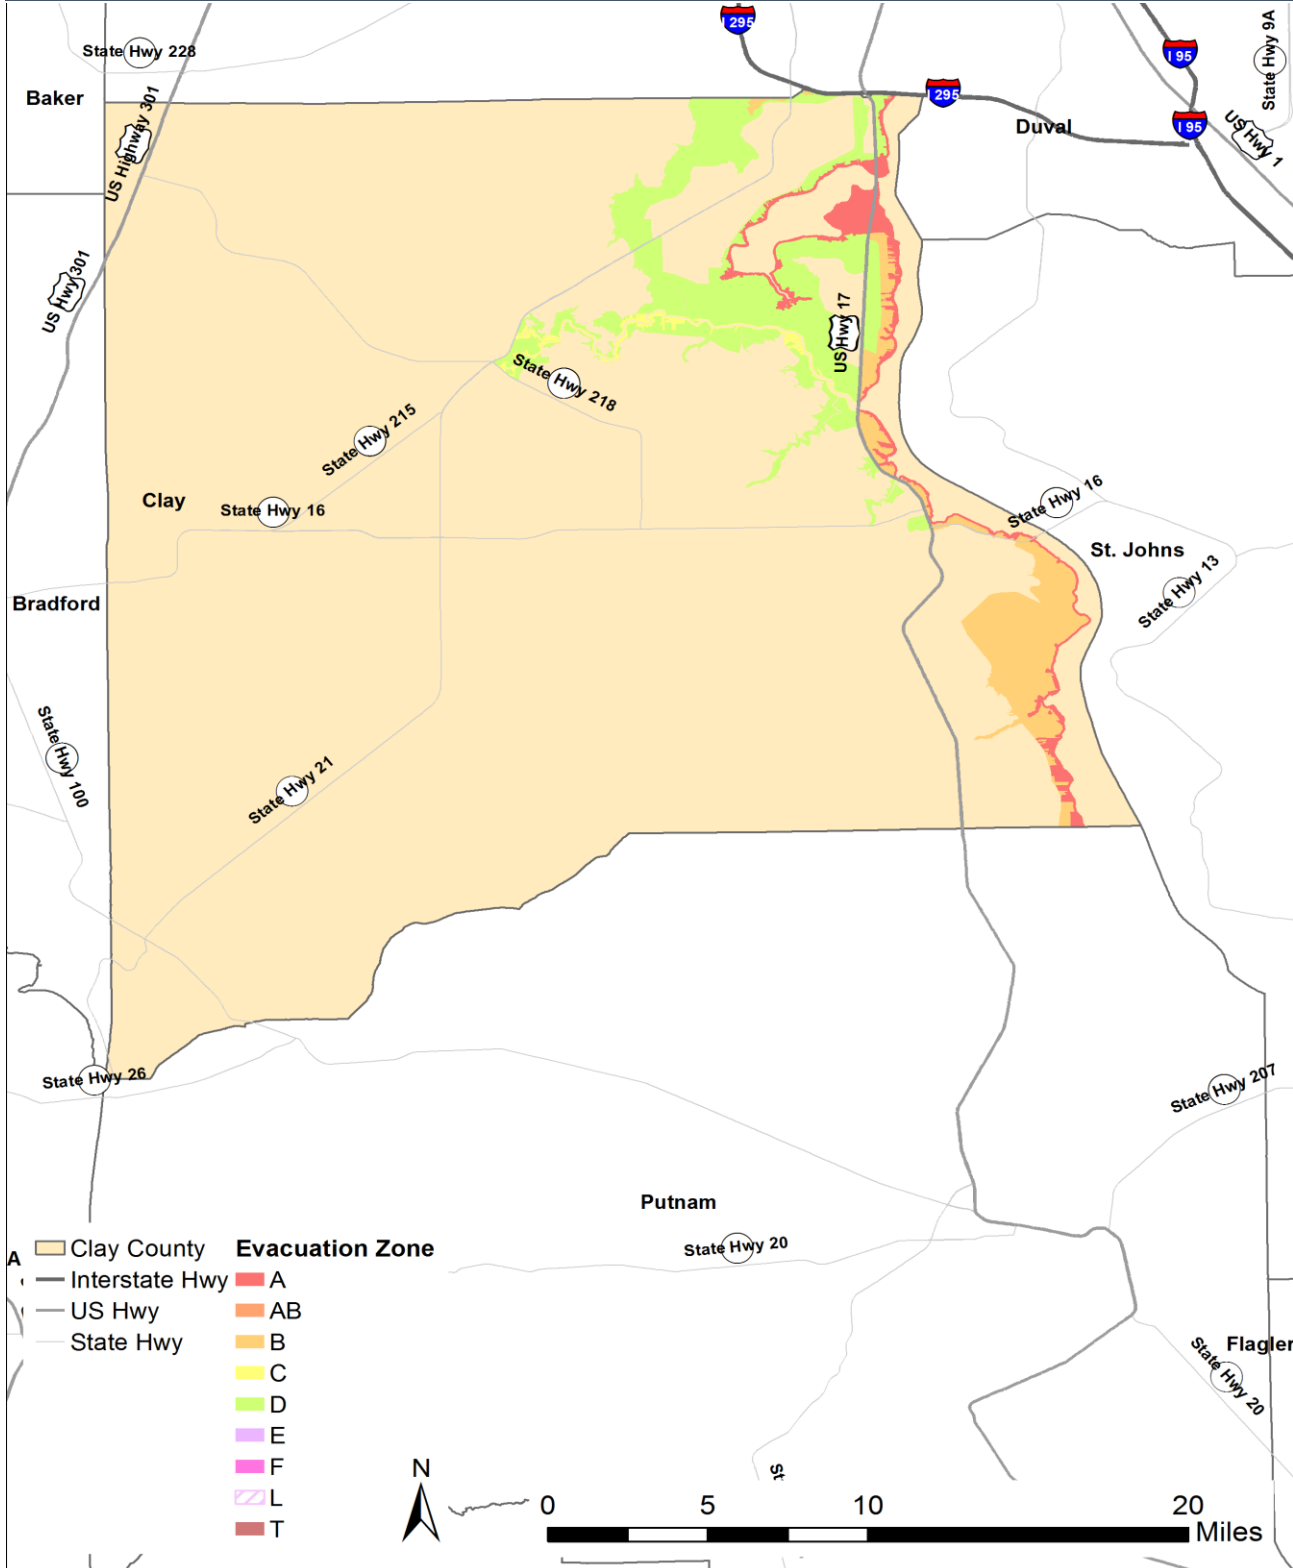 I 295
State Hwy 9A
State Hwy 228
I 95
Baker
I 295
US Highway 301
Duval
I 95
US Hwy 1
US Hwy 301
US Hwy 17
State Hwy 218
State Hwy 215
Clay
State Hwy 16
State Hwy 16
St. Johns
State Hwy 13
Bradford
State Hwy 100
State Hwy 21
State Hwy 26
State Hwy 207
Putnam
State Hwy 20
A
Clay County
Interstate Hwy
US Hwy
State Hwy
Evacuation Zone
A
AB
B
C
D
E
F
L
T
Flagler
State Hwy 20
N
St
0 5 10 20
Miles